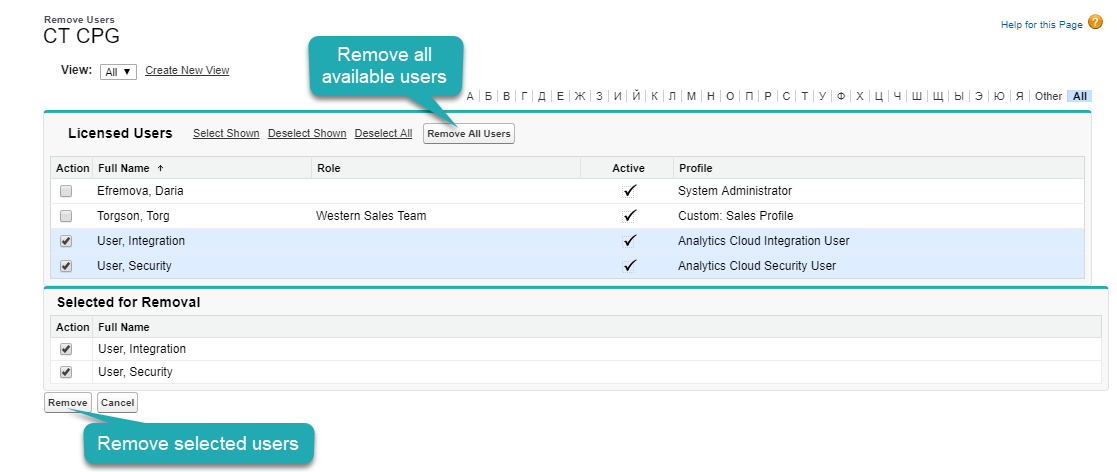 Remove Users
CT CPG
Help for this Page ?
View: All ▼ Create New View
Remove all
available users
А | Б | В | Г | Д | Е | Ж | З | И | Й | К | Л | М | Н | О | П | Р | С | Т | У | Ф | Х | Ц | Ч | Ш | Щ | Ы | Э | Ю | Я | Other | All
Licensed Users Select Shown Deselect Shown Deselect All Remove All Users
Action Full Name ↑ Role Active Profile
Efremova, Daria ✓ System Administrator
Torgson, Torg Western Sales Team ✓ Custom: Sales Profile
User, Integration ✓ Analytics Cloud Integration User
User, Security ✓ Analytics Cloud Security User
Selected for Removal
Action Full Name
User, Integration
User, Security
Remove Cancel
Remove selected users